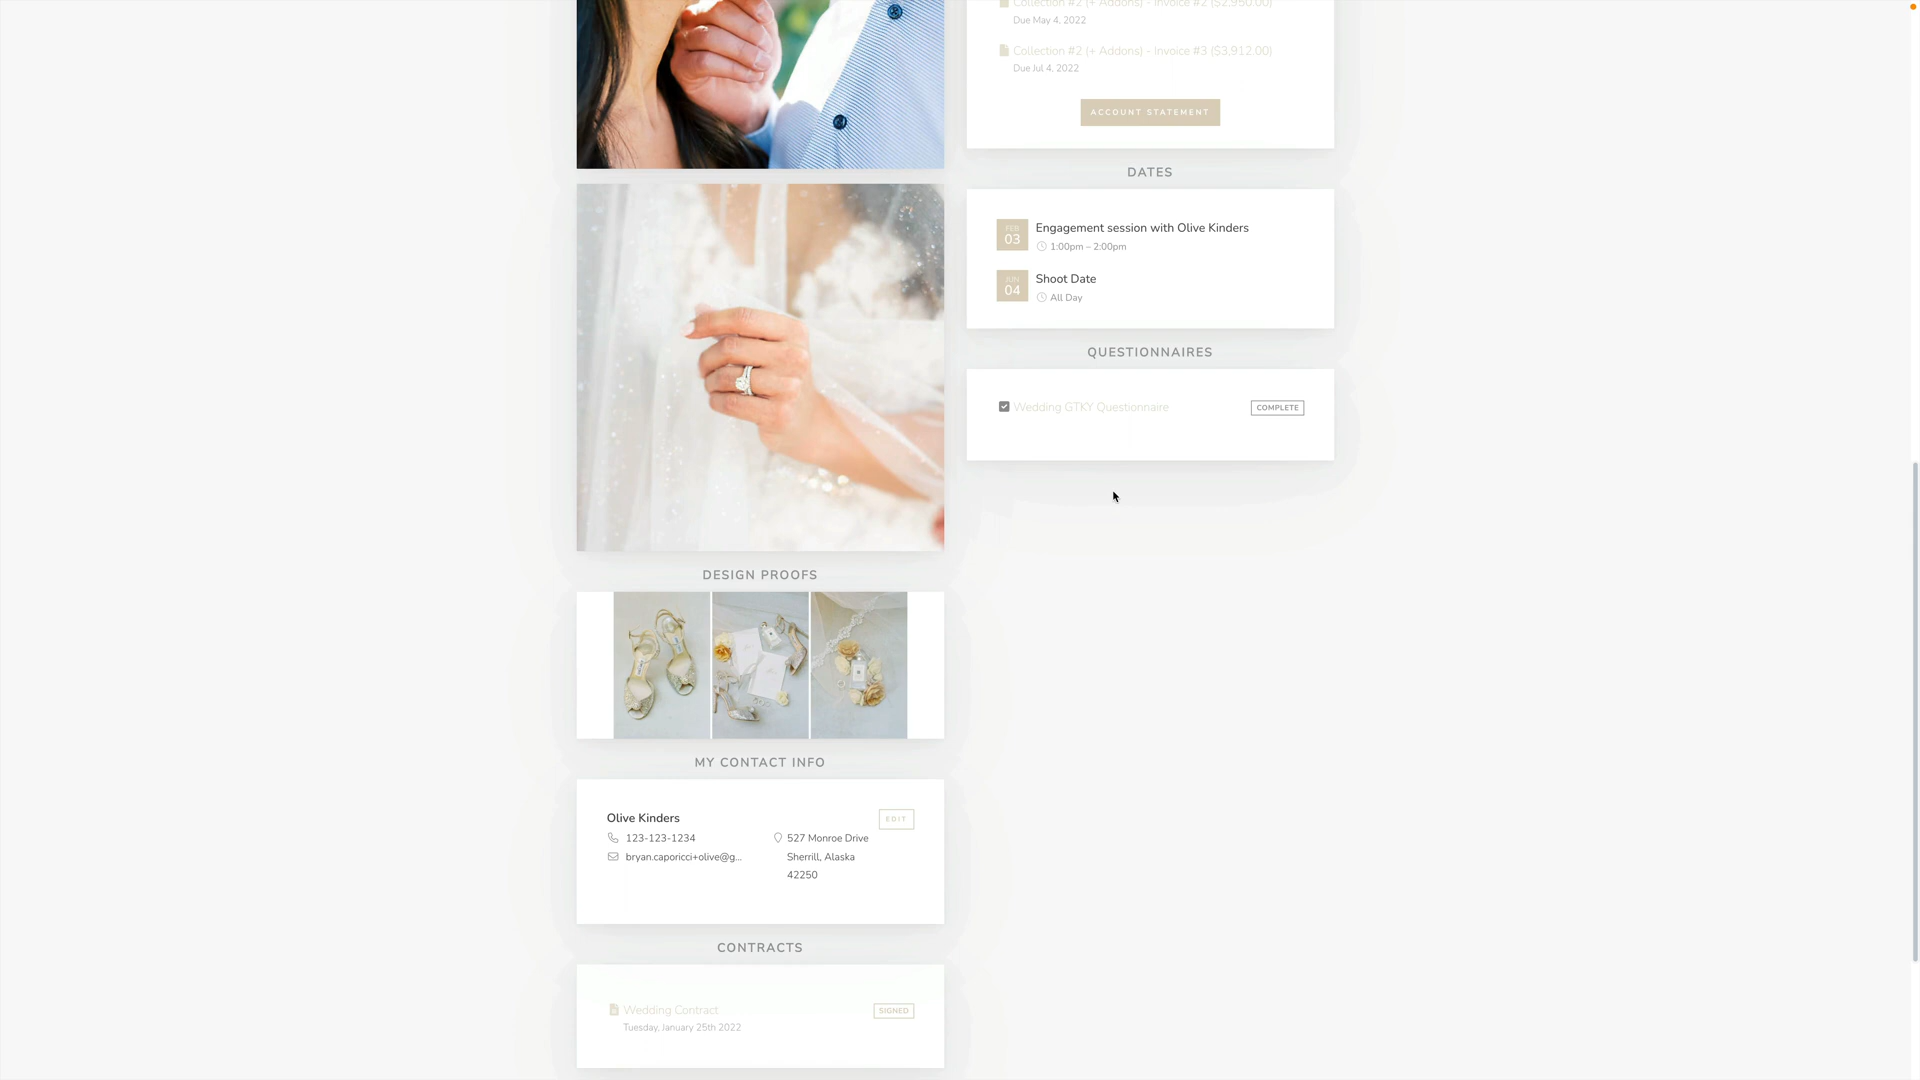 Collection #2 (+ Addons) - Invoice #2 ($2,950.00)
Due May 4, 2022
Collection #2 (+ Addons) - Invoice #3 ($3,912.00)
Due Jul 4, 2022
ACCOUNT STATEMENT
DATES
FEB
03
Engagement session with Olive Kinders
1:00pm – 2:00pm
JUN
04
Shoot Date
All Day
QUESTIONNAIRES
Wedding GTKY Questionnaire
COMPLETE
DESIGN PROOFS
MY CONTACT INFO
Olive Kinders
EDIT
123-123-1234
527 Monroe Drive
bryan.caporicci+olive@g...
Sherrill, Alaska
42250
CONTRACTS
Wedding Contract
SIGNED
Tuesday, January 25th 2022